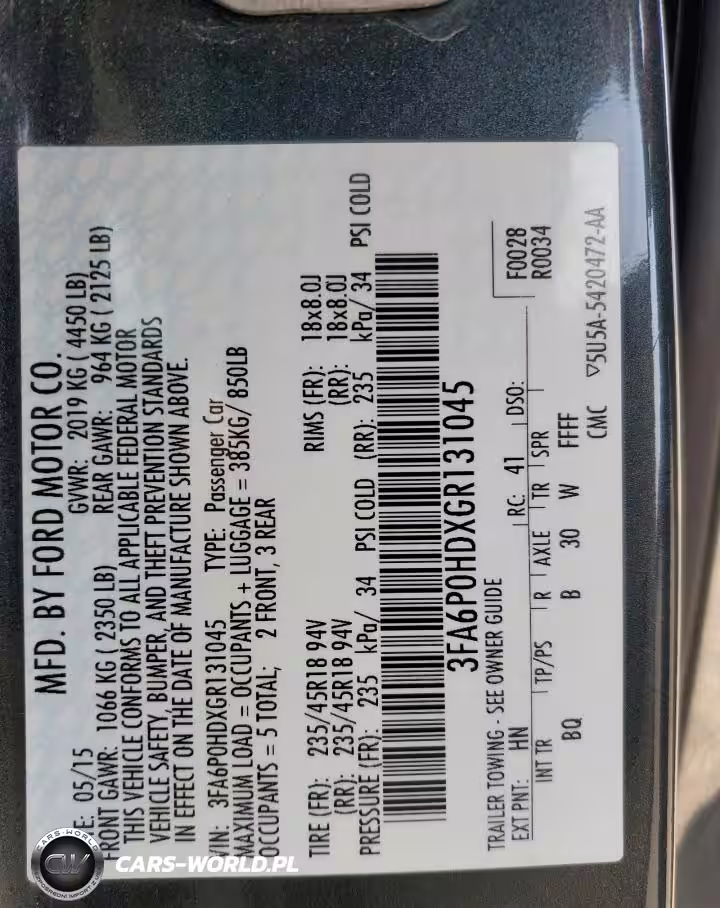 MFD. BY FORD MOTOR CO.
E: 05/15 GVWR: 2019 KG ( 4450 LB)
FRONT GAWR: 1066 KG ( 2350 LB) REAR GAWR: 964 KG ( 2125 LB)
THIS VEHICLE CONFORMS TO ALL APPLICABLE FEDERAL MOTOR
VEHICLE SAFETY, BUMPER, AND THEFT PREVENTION STANDARDS
IN EFFECT ON THE DATE OF MANUFACTURE SHOWN ABOVE.
VIN: 3FA6P0HDXGR131045 TYPE: Passenger Car
MAXIMUM LOAD = OCCUPANTS + LUGGAGE = 385KG/ 850LB
OCCUPANTS = 5 TOTAL; 2 FRONT, 3 REAR
TIRE (FR): 235/45R18 94V RIMS (FR): 18x8.0J
(RR): 235/45R18 94V (RR): 18x8.0J
PRESSURE (FR): 235 kPa/ 34 PSI COLD (RR): 235 kPa/ 34 PSI COLD
3FA6P0HDXGR131045
TRAILER TOWING - SEE OWNER GUIDE
EXT PNT: HN RC: 41 DSO: F0028
R0034
INT TR TP/PS R AXLE TR SPR
BQ B 30 W FFFF
CMC ▽5U5A-5420472-AA
CARS-WORLD
CW
CARS-WORLD.PL